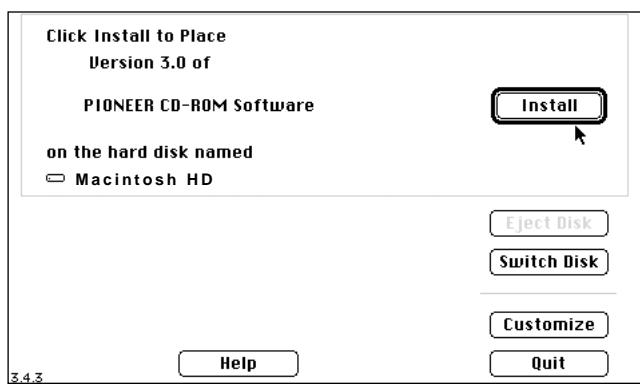 Click Install to Place
Version 3.0 of
PIONEER CD-ROM Software
Install
on the hard disk named
Macintosh HD
Eject Disk
Switch Disk
Customize
Help
Quit
3.4.3